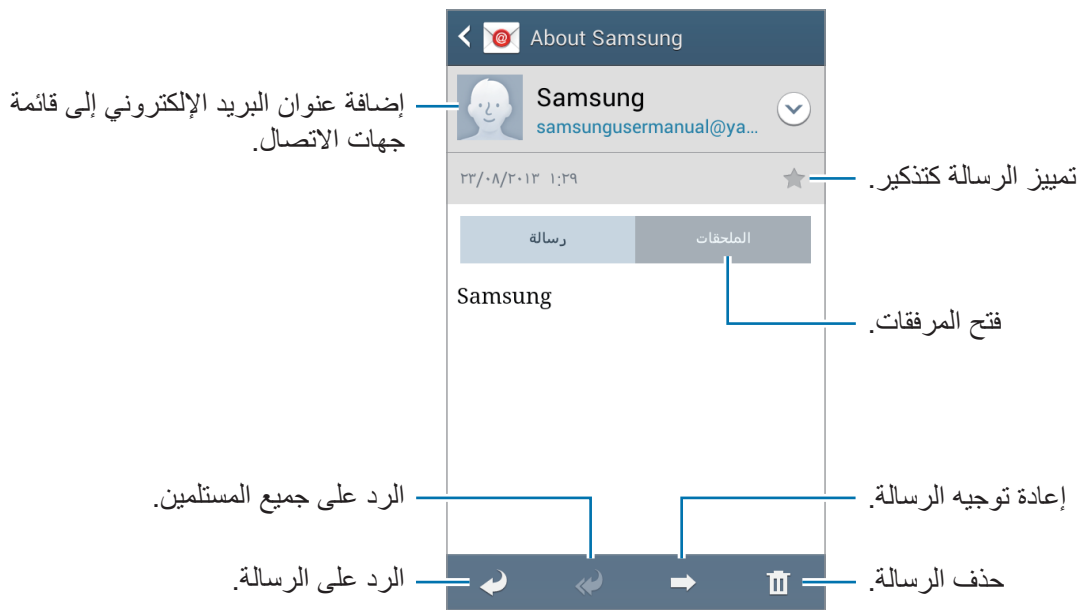 About Samsung
Samsung
samsungusermanual@ya...
إضافة عنوان البريد الإلكتروني إلى قائمة
جهات الاتصال.
٢٣/٠٨/٢٠١٣ ١:٢٩
تمييز الرسالة كتذكير.
رسالة
الملحقات
Samsung
فتح المرفقات.
الرد على جميع المستلمين.
إعادة توجيه الرسالة.
الرد على الرسالة.
حذف الرسالة.